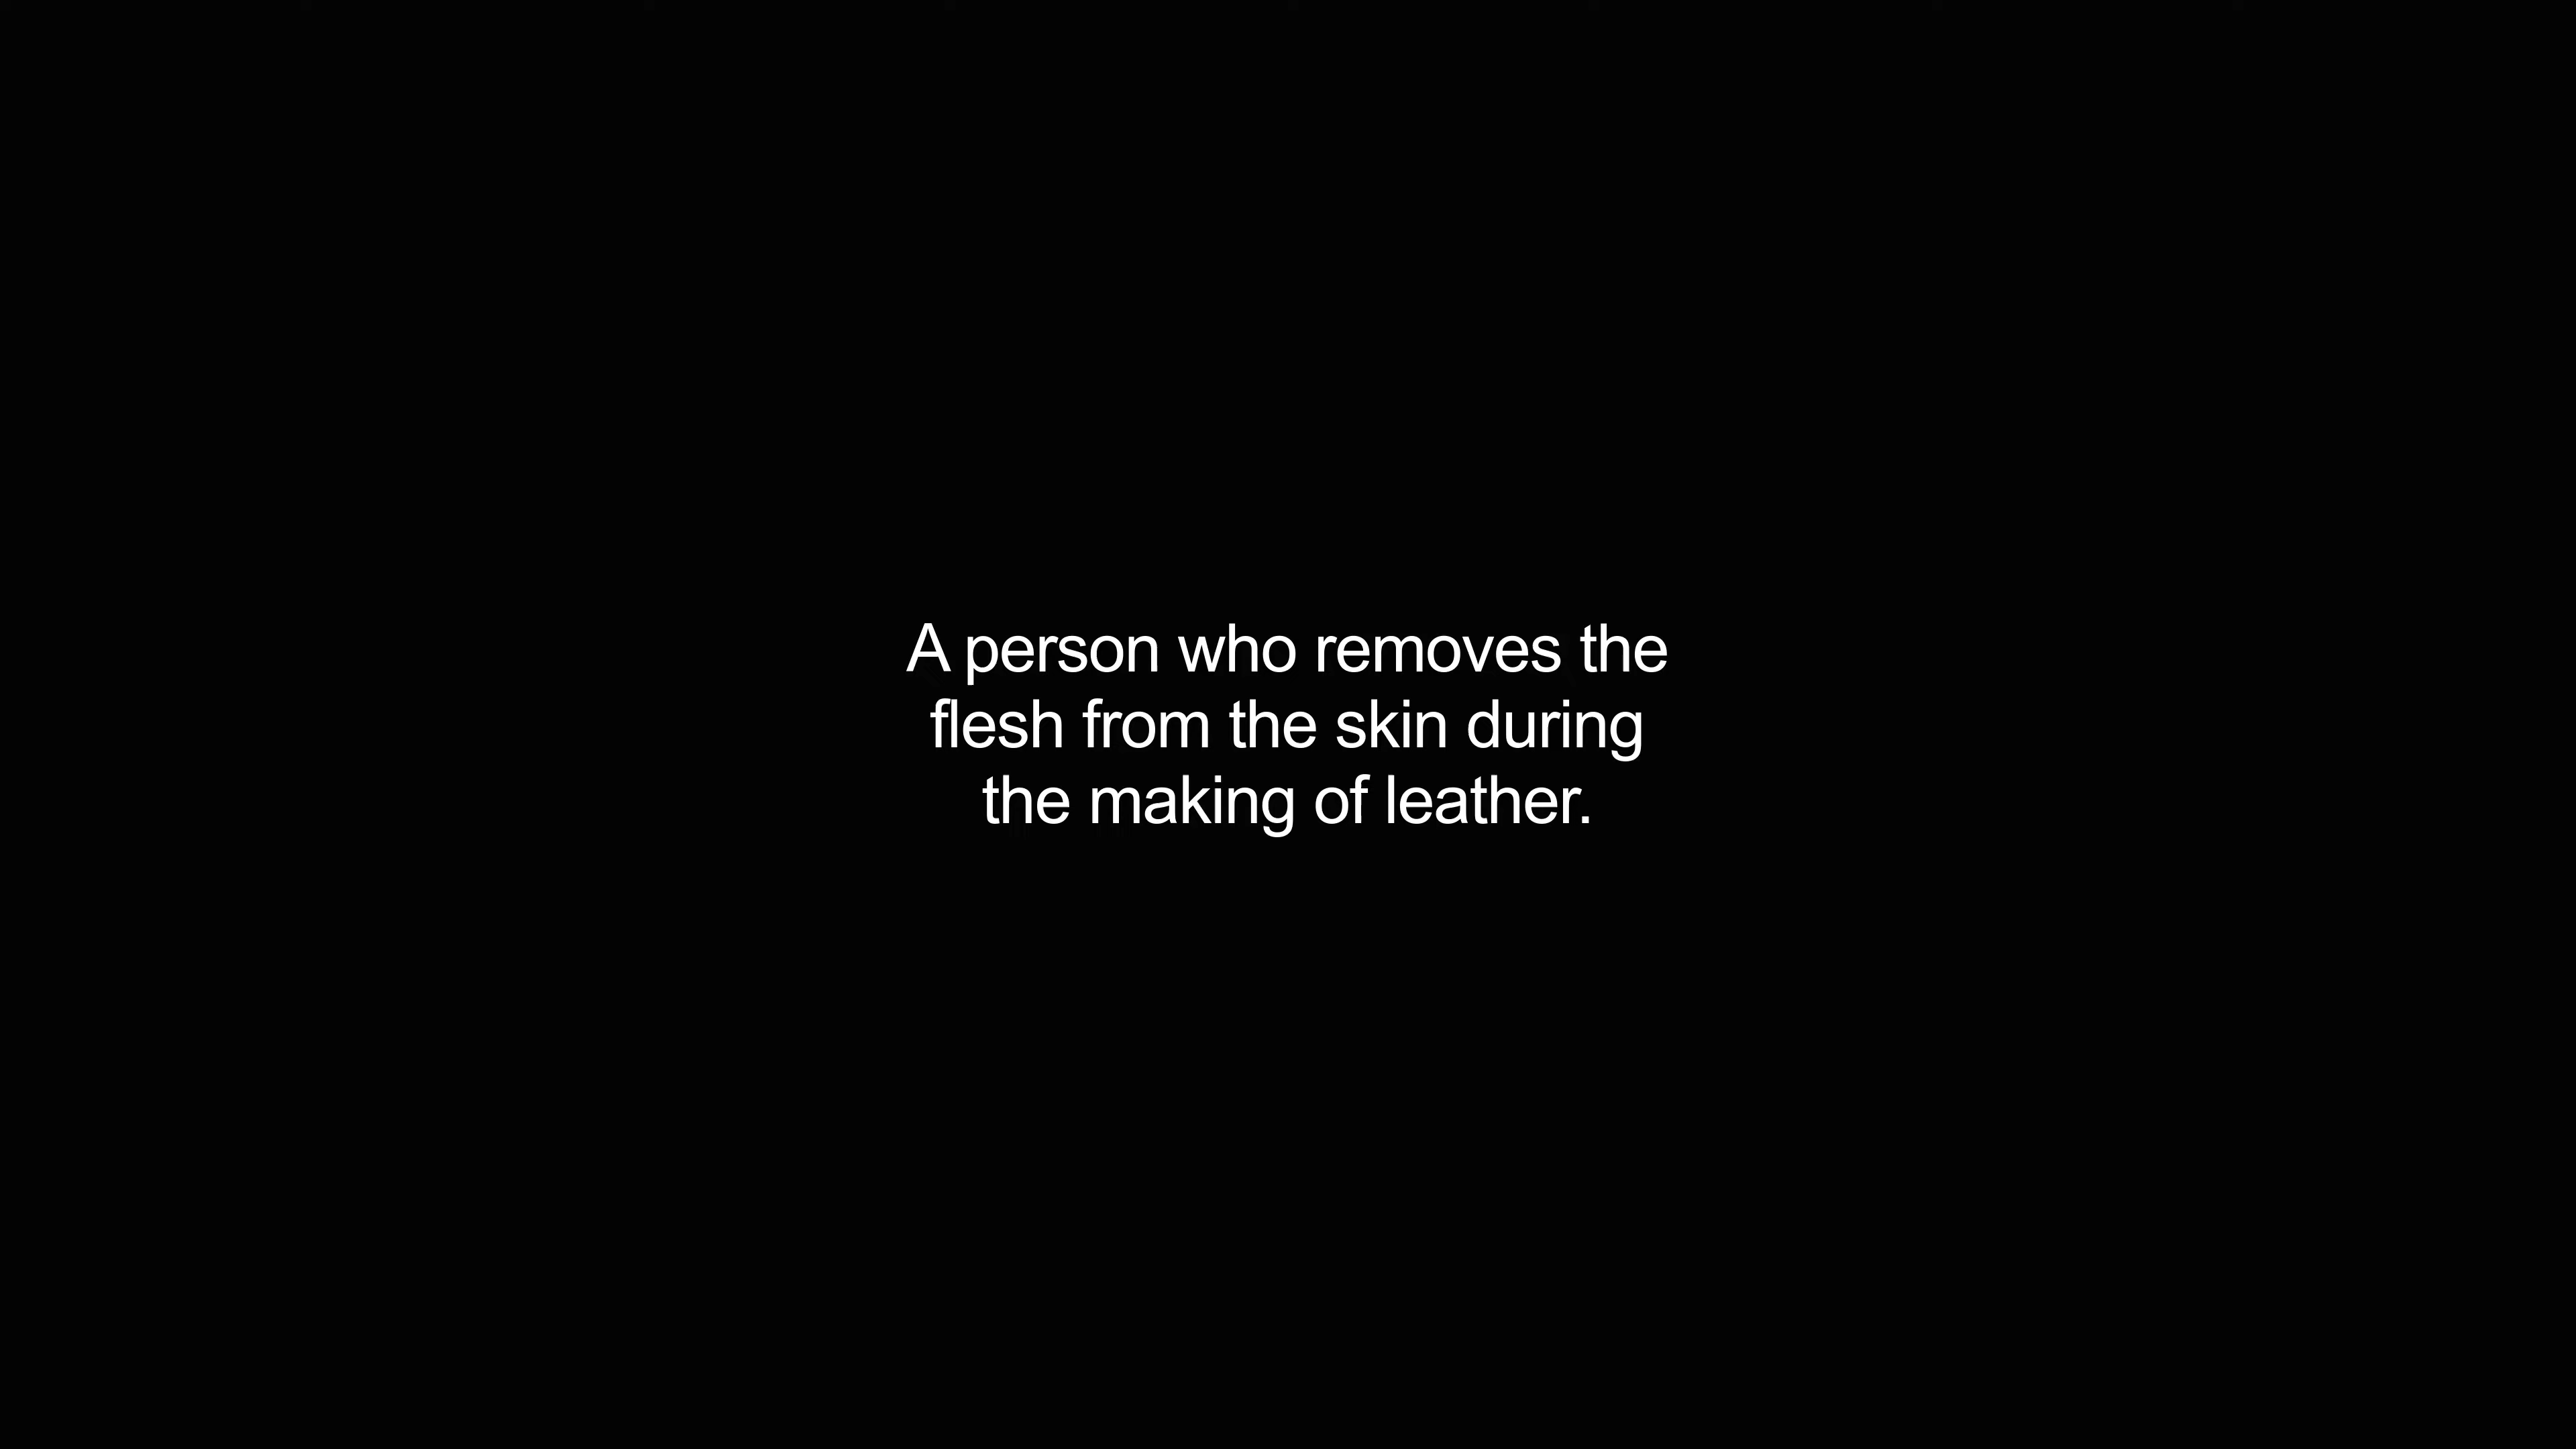 A person who removes the
flesh from the skin during
the making of leather.